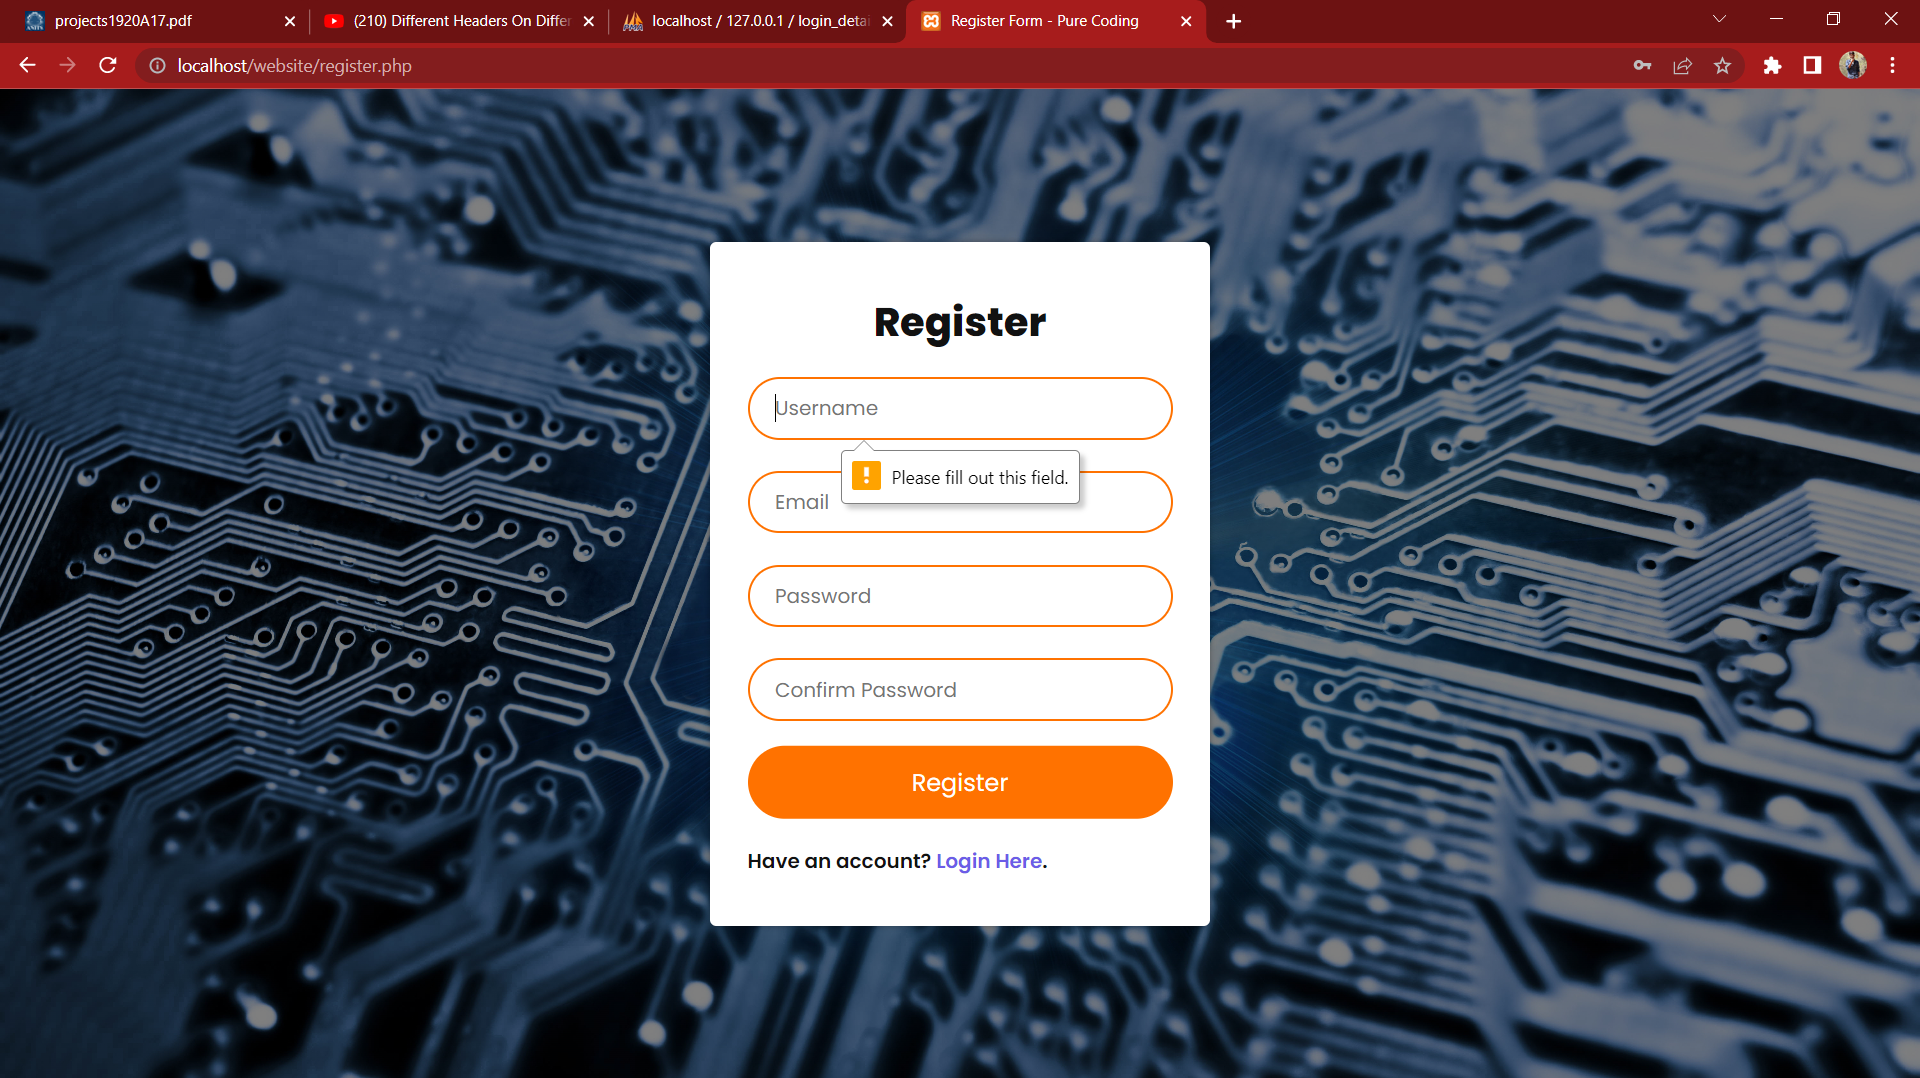 projects1920A17.pdf
(210) Different Headers On Differ
localhost / 127.0.0.1 / login_detai
Register Form - Pure Coding
localhost/website/register.php
Register
Username
Please fill out this field.
Email
Password
Confirm Password
Register
Have an account? Login Here.